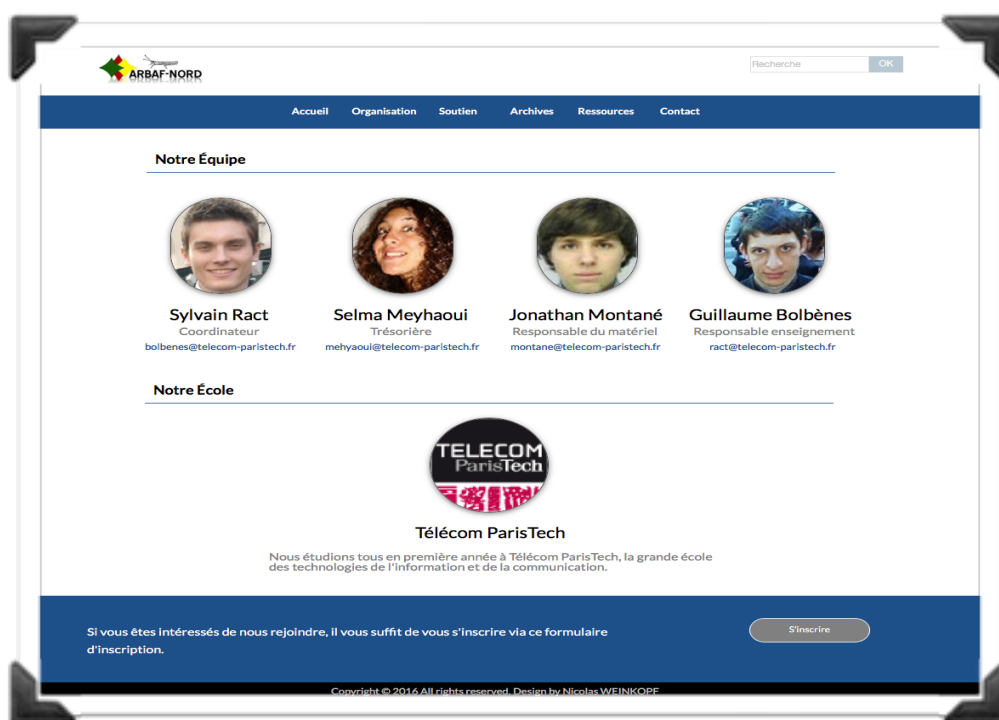 ARBAF-NORD
Recherche OK
Accueil Organisation Soutien Archives Ressources Contact
Notre Équipe
Sylvain Ract
Coordinateur
bolbenes@telecom-paristech.fr
Selma Meyhaoui
Trésorière
mehyaoui@telecom-paristech.fr
Jonathan Montané
Responsable du matériel
montane@telecom-paristech.fr
Guillaume Bolbènes
Responsable enseignement
ract@telecom-paristech.fr
Notre École
TELECOM
ParisTech
Télécom ParisTech
Nous étudions tous en première année à Télécom ParisTech, la grande école
des technologies de l'information et de la communication.
Si vous êtes intéressés de nous rejoindre, il vous suffit de vous s'inscrire via ce formulaire
d'inscription.
S'inscrire
Copyright © 2016 All rights reserved. Design by Nicolas WEINKOPF